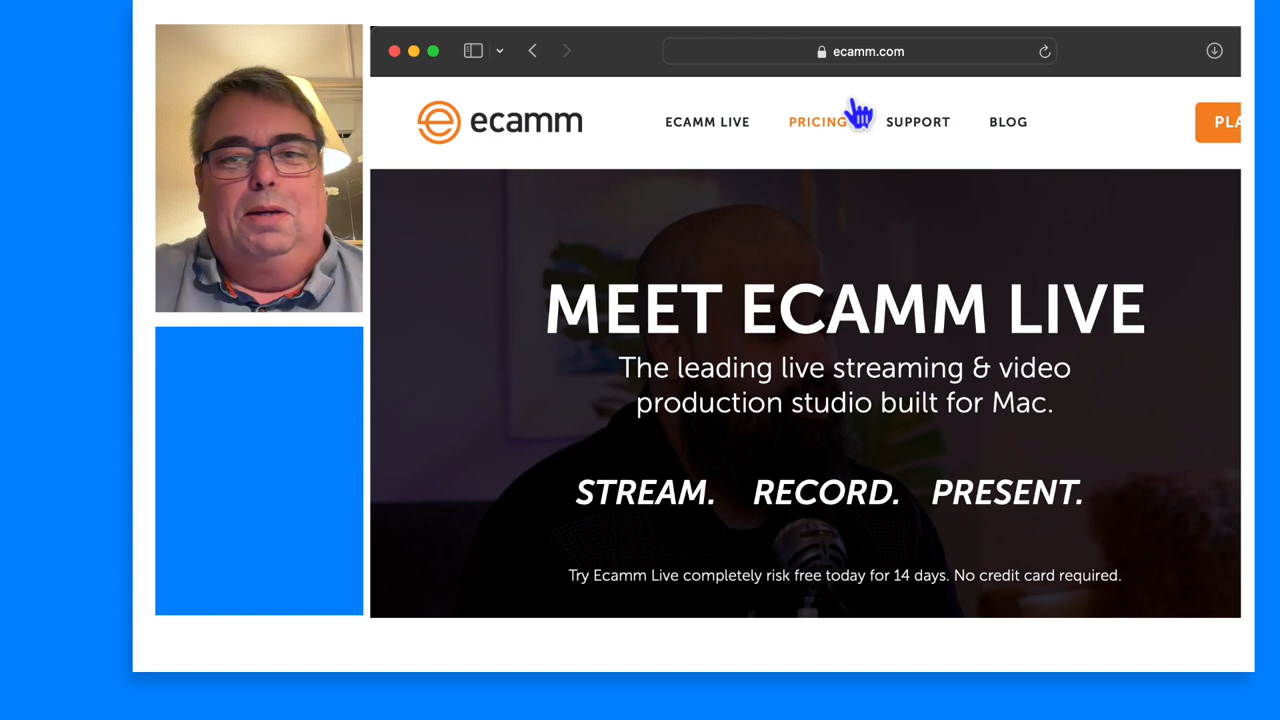 ecamm.com
ecamm
ECAMM LIVE PRICING SUPPORT BLOG
PLA
MEET ECAMM LIVE
The leading live streaming & video
production studio built for Mac.
STREAM. RECORD. PRESENT.
Try Ecamm Live completely risk free today for 14 days. No credit card required.